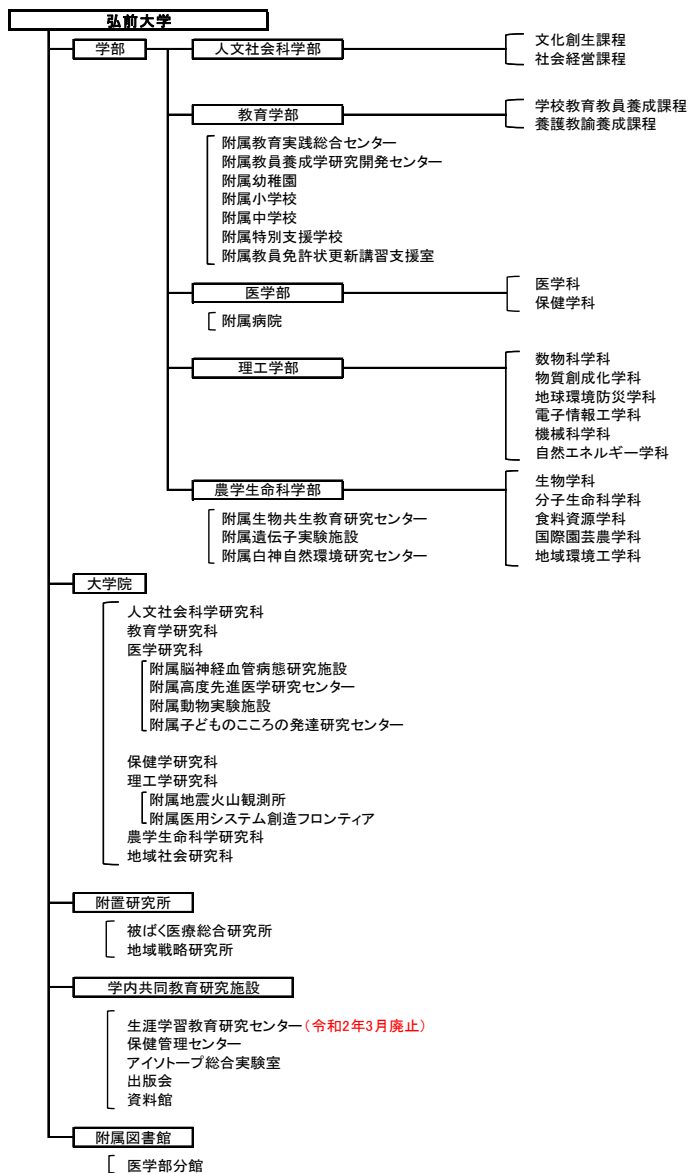 弘前大学
学部
人文社会科学部
文化創生課程
社会経営課程
教育学部
学校教育教員養成課程
養護教諭養成課程
附属教育実践総合センター
附属教員養成学研究開発センター
附属幼稚園
附属小学校
附属中学校
附属特別支援学校
附属教員免許状更新講習支援室
医学部
医学科
保健学科
附属病院
理工学部
数物科学科
物質創成化学科
地球環境防災学科
電子情報工学科
機械科学科
自然エネルギー学科
農学生命科学部
生物学科
分子生命科学科
食料資源学科
国際園芸農学科
地域環境工学科
附属生物共生教育研究センター
附属遺伝子実験施設
附属白神自然環境研究センター
大学院
人文社会科学研究科
教育学研究科
医学研究科
附属脳神経血管病態研究施設
附属高度先進医学研究センター
附属動物実験施設
附属子どものこころの発達研究センター
保健学研究科
理工学研究科
附属地震火山観測所
附属医用システム創造フロンティア
農学生命科学研究科
地域社会研究科
附置研究所
被ばく医療総合研究所
地域戦略研究所
学内共同教育研究施設
生涯学習教育研究センター(令和2年3月廃止)
保健管理センター
アイソトープ総合実験室
出版会
資料館
附属図書館
医学部分館